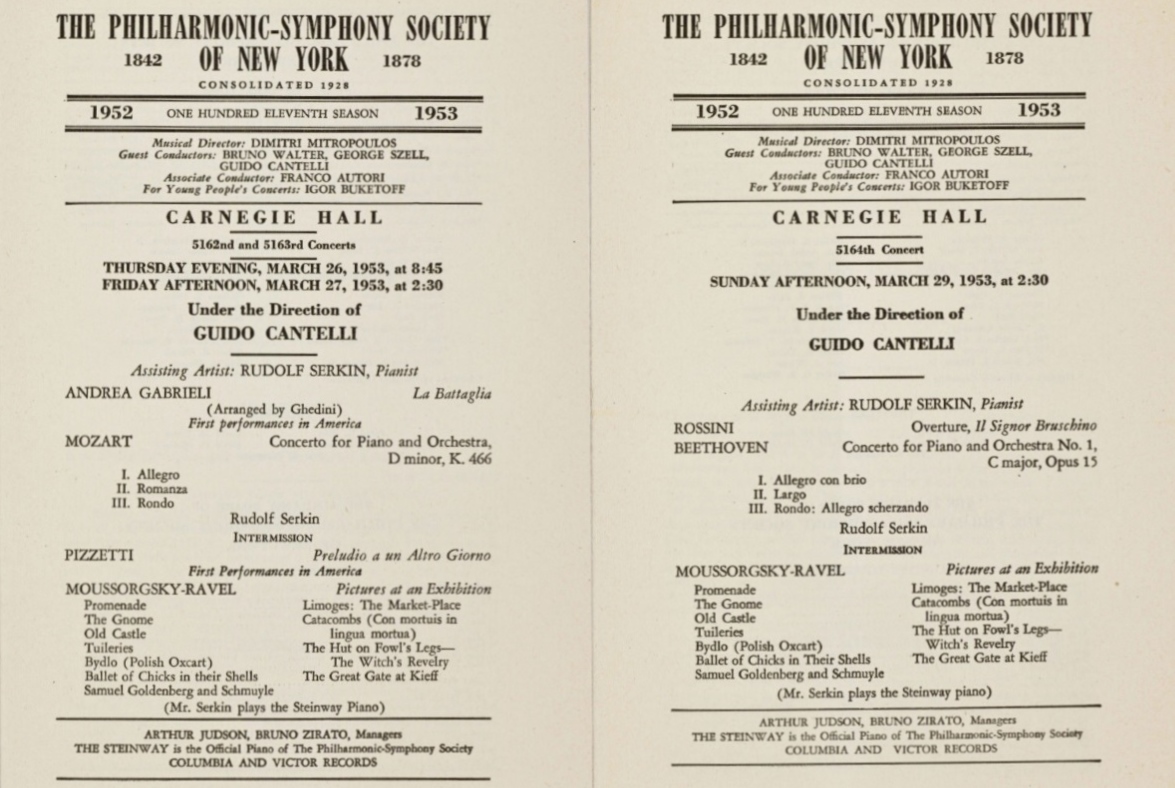 THE PHILHARMONIC-SYMPHONY SOCIETY
1842 OF NEW YORK 1878
CONSOLIDATED 1928
1952 ONE HUNDRED ELEVENTH SEASON 1953
Musical Director: DIMITRI MITROPOULOS
Guest Conductors: BRUNO WALTER, GEORGE SZELL,
GUIDO CANTELLI
Associate Conductor: FRANCO AUTORI
For Young People's Concerts: IGOR BUKETOFF
CARNEGIE HALL
5162nd and 5163rd Concerts
THURSDAY EVENING, MARCH 26, 1953, at 8:45
FRIDAY AFTERNOON, MARCH 27, 1953, at 2:30
Under the Direction of
GUIDO CANTELLI
Assisting Artist: RUDOLF SERKIN, Pianist
ANDREA GABRIELI La Battaglia
(Arranged by Ghedini)
First performances in America
MOZART Concerto for Piano and Orchestra,
D minor, K. 466
I. Allegro
II. Romanza
III. Rondo
Rudolf Serkin
INTERMISSION
PIZZETTI Preludio a un Altro Giorno
First Performances in America
MOUSSORGSKY-RAVEL Pictures at an Exhibition
Promenade
The Gnome
Old Castle
Tuileries
Bydlo (Polish Oxcart)
Ballet of Chicks in their Shells
Samuel Goldenberg and Schmuyle
Limoges: The Market-Place
Catacombs (Con mortuis in
lingua mortua)
The Hut on Fowl's Legs—
The Witch's Revelry
The Great Gate at Kieff
(Mr. Serkin plays the Steinway Piano)
ARTHUR JUDSON, BRUNO ZIRATO, Managers
THE STEINWAY is the Official Piano of The Philharmonic-Symphony Society
COLUMBIA AND VICTOR RECORDS
THE PHILHARMONIC-SYMPHONY SOCIETY
1842 OF NEW YORK 1878
CONSOLIDATED 1928
1952 ONE HUNDRED ELEVENTH SEASON 1953
Musical Director: DIMITRI MITROPOULOS
Guest Conductors: BRUNO WALTER, GEORGE SZELL,
GUIDO CANTELLI
Associate Conductor: FRANCO AUTORI
For Young People's Concerts: IGOR BUKETOFF
CARNEGIE HALL
5164th Concert
SUNDAY AFTERNOON, MARCH 29, 1953, at 2:30
Under the Direction of
GUIDO CANTELLI
Assisting Artist: RUDOLF SERKIN, Pianist
ROSSINI Overture, Il Signor Bruschino
BEETHOVEN Concerto for Piano and Orchestra No. 1,
C major, Opus 15
I. Allegro con brio
II. Largo
III. Rondo: Allegro scherzando
Rudolf Serkin
INTERMISSION
MOUSSORGSKY-RAVEL Pictures at an Exhibition
Promenade
The Gnome
Old Castle
Tuileries
Bydlo (Polish Oxcart)
Ballet of Chicks in Their Shells
Samuel Goldenberg and Schmuyle
Limoges: The Market-Place
Catacombs (Con mortuis in
lingua mortua)
The Hut on Fowl's Legs—
Witch's Revelry
The Great Gate at Kieff
(Mr. Serkin plays the Steinway piano)
ARTHUR JUDSON, BRUNO ZIRATO, Managers
THE STEINWAY is the Official Piano of The Philharmonic-Symphony Society
COLUMBIA AND VICTOR RECORDS